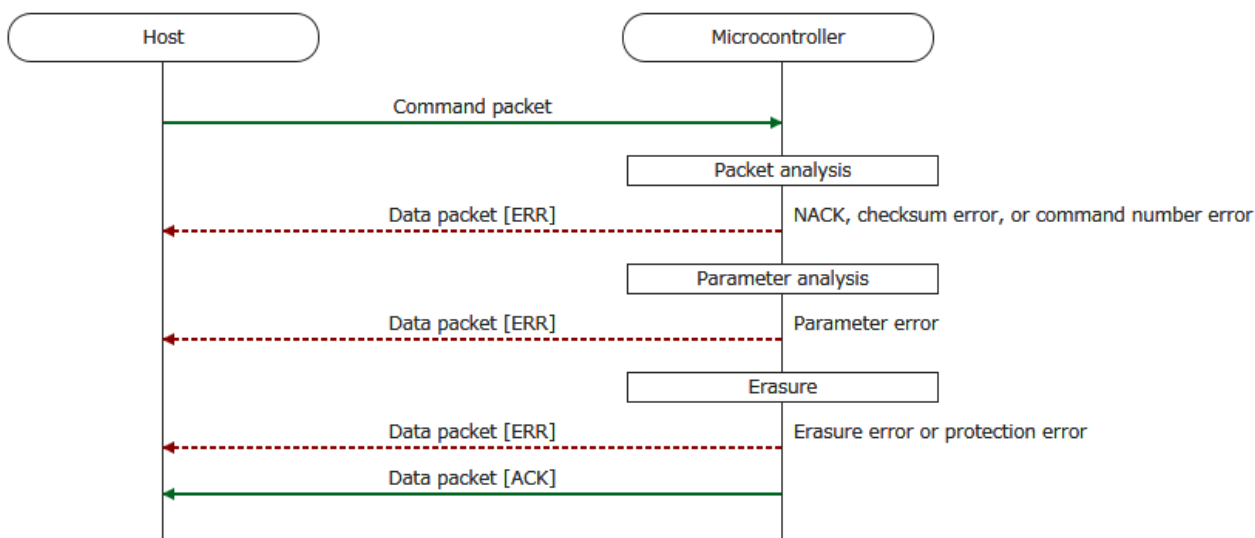 Host
Microcontroller
Command packet
Packet analysis
Data packet [ERR]
NACK, checksum error, or command number error
Parameter analysis
Data packet [ERR]
Parameter error
Erasure
Data packet [ERR]
Erasure error or protection error
Data packet [ACK]